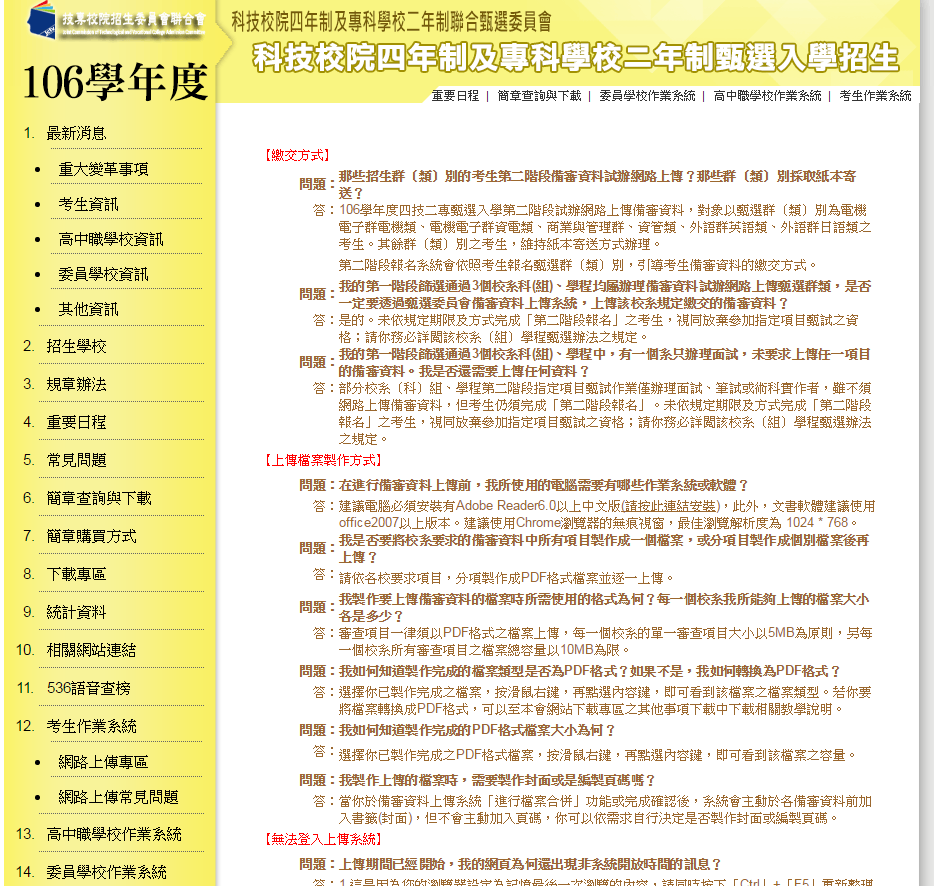 技專校院招生委員會聯合會
科技校院四年制及專科學校二年制聯合甄選委員會
科技校院四年制及專科學校二年制甄選入學招生
106學年度
重要日程 | 簡章查詢與下載 | 委員學校作業系統 | 高中職學校作業系統 | 考生作業系統
1. 最新消息
• 重大變革事項
• 考生資訊
• 高中職學校資訊
• 委員學校資訊
• 其他資訊
2. 招生學校
3. 規章辦法
4. 重要日程
5. 常見問題
6. 簡章查詢與下載
7. 簡章購買方式
8. 下載專區
9. 統計資料
10. 相關網站連結
11. 536語音查榜
12. 考生作業系統
• 網路上傳專區
• 網路上傳常見問題
13. 高中職學校作業系統
14. 委員學校作業系統
【繳交方式】
問題：那些招生群（類）別的考生第二階段備審資料試辦網路上傳？那些群（類）別採取紙本寄
送？
答：106學年度四技二專甄選入學第二階段試辦網路上傳備審資料，對象以甄選群（類）別為電機
電子群電機類、電機電子群資電類、商業與管理群、資管類、外語群英語類、外語群日語類之
考生。其餘群（類）別之考生，維持紙本寄送方式辦理。
第二階段報名系統會依照考生報名甄選群（類）別，引導考生備審資料的繳交方式。
問題：我的第一階段篩選通過3個校系科(組)、學程均屬辦理備審資料試辦網路上傳甄選群類，是否
一定要透過甄選委員會備審資料上傳系統，上傳該校系規定繳交的備審資料？
答：是的。未依規定期限及方式完成「第二階段報名」之考生，視同放棄參加指定項目甄試之資
格；請你務必詳閱該校系（組）學程甄選辦法之規定。
問題：我的第一階段篩選通過3個校系科(組)、學程中，有一個系只辦理面試，未要求上傳任一項目
的備審資料。我是否還需要上傳任何資料？
答：部分校系（科）組、學程第二階段指定項目甄試作業僅辦理面試、筆試或術科實作者，雖不須
網路上傳備審資料，但考生仍須完成「第二階段報名」。未依規定期限及方式完成「第二階段
報名」之考生，視同放棄參加指定項目甄試之資格；請你務必詳閱該校系（組）學程甄選辦法
之規定。
【上傳檔案製作方式】
問題：在進行備審資料上傳前，我所使用的電腦需要有哪些作業系統或軟體？
答：建議電腦必須安裝有Adobe Reader6.0以上中文版(請按此連結安裝)，此外，文書軟體建議使用
office2007以上版本。建議使用Chrome瀏覽器的無痕視窗，最佳瀏覽解析度為 1024 * 768。
問題：我是否要將校系要求的備審資料中所有項目製作成一個檔案，或分項目製作成個別檔案後再
上傳？
答：請依各校要求項目，分項製作成PDF格式檔案並逐一上傳。
問題：我製作要上傳備審資料的檔案時所需使用的格式為何？每一個校系我所能夠上傳的檔案大小
各是多少？
答：審查項目一律須以PDF格式之檔案上傳，每一個校系的單一審查項目大小以5MB為原則，另每
一個校系所有審查項目之檔案總容量以10MB為限。
問題：我如何知道製作完成的檔案類型是否為PDF格式？如果不是，我如何轉換為PDF格式？
答：選擇你已製作完成之檔案，按滑鼠右鍵，再點選內容鍵，即可看到該檔案之檔案類型。若你要
將檔案轉換成PDF格式，可以至本會網站下載專區之其他事項下載中下載相關教學說明。
問題：我如何知道製作完成的PDF格式檔案大小為何？
答：選擇你已製作完成之PDF格式檔案，按滑鼠右鍵，再點選內容鍵，即可看到該檔案之容量。
問題：我製作上傳的檔案時，需要製作封面或是編製頁碼嗎？
答：當你於備審資料上傳系統「進行檔案合併」功能或完成確認後，系統會主動於各備審資料前加
入書籤(封面)，但不會主動加入頁碼，你可以依需求自行決定是否製作封面或編製頁碼。
【無法登入上傳系統】
問題：上傳期間已經開始，我的網頁為何還出現非系統開放時間的訊息？
答：1.這是因為您的瀏覽器設定為記憶最後一次瀏覽的內容，請同時按下「Ctrl」+「F5」重新整理